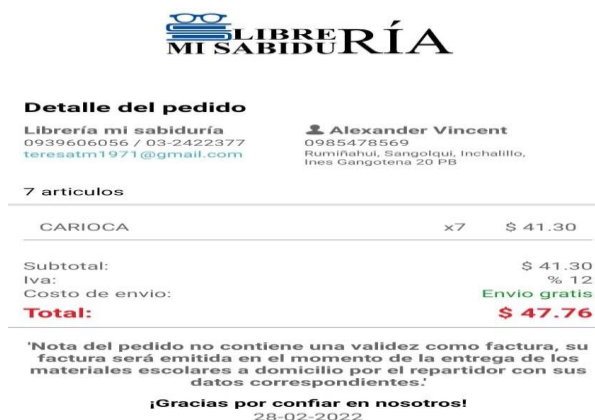 LIBRERÍA
MI SABIDURÍA
Detalle del pedido
Librería mi sabiduría
0939606056 / 03-2422377
teresatm1971@gmail.com
Alexander Vincent
0985478569
Rumiñahui, Sangolqui, Inchalillo,
Ines Gangotena 20 PB
7 articulos
CARIOCA x7 $ 41.30
Subtotal: $ 41.30
Iva: % 12
Costo de envio: Envio gratis
Total: $ 47.76
'Nota del pedido no contiene una validez como factura, su
factura será emitida en el momento de la entrega de los
materiales escolares a domicilio por el repartidor con sus
datos correspondientes.'
¡Gracias por confiar en nosotros!
28-02-2022